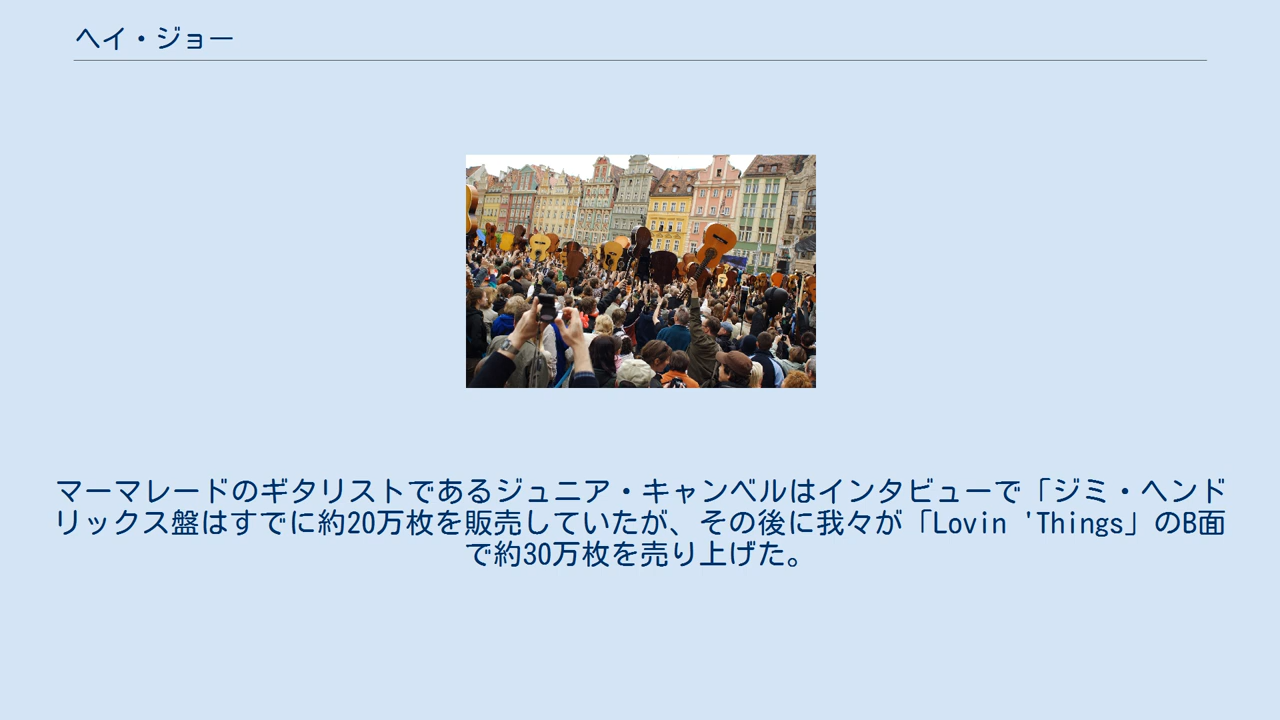 ヘイ・ジョー
マーマレードのギタリストであるジュニア・キャンベルはインタビューで「ジミ・ヘンド
リックス盤はすでに約20万枚を販売していたが、その後に我々が「Lovin 'Things」のB面
で約30万枚を売り上げた。